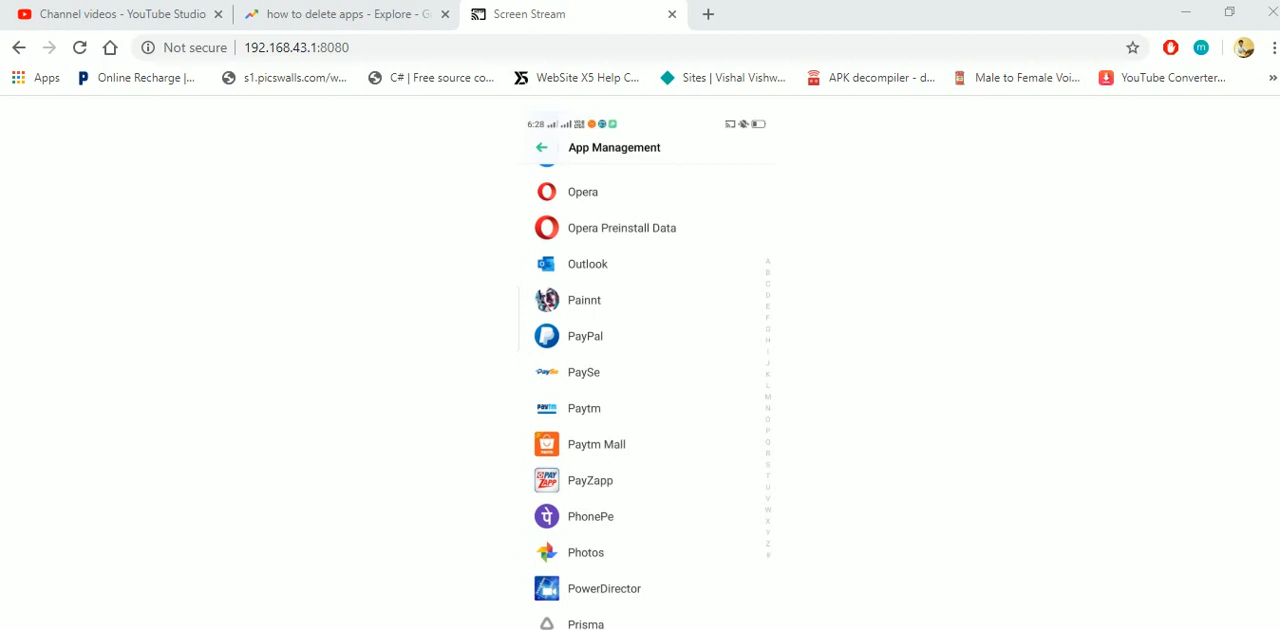 Channel videos - YouTube Studio
how to delete apps - Explore - G
Screen Stream
Not secure
192.168.43.1:8080
Apps
Online Recharge |...
s1.picswalls.com/w...
C# | Free source co...
WebSite X5 Help C...
Sites | Vishal Vishw...
APK decompiler - d...
Male to Female Voi...
YouTube Converter...
6:28
App Management
Opera
Opera Preinstall Data
Outlook
Painnt
PayPal
PaySe
Paytm
Paytm Mall
PayZapp
PhonePe
Photos
PowerDirector
Prisma
A
B
C
D
E
F
G
H
I
J
K
L
M
N
O
P
Q
R
S
T
U
V
W
X
Y
Z
#